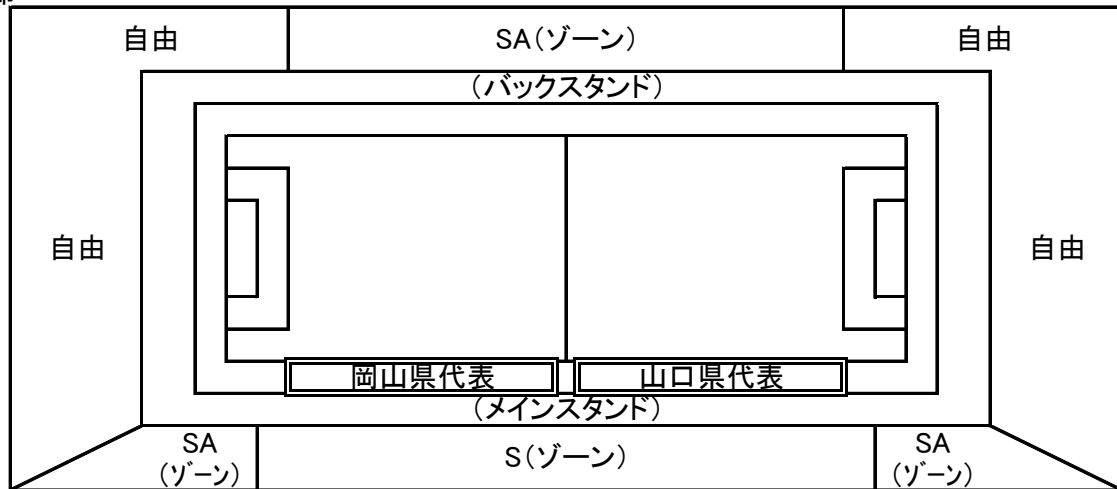 自由
SA（ゾーン）
自由
（バックスタンド）
自由
自由
岡山県代表
山口県代表
（メインスタンド）
SA
（ゾーン）
S（ゾーン）
SA
（ゾーン）